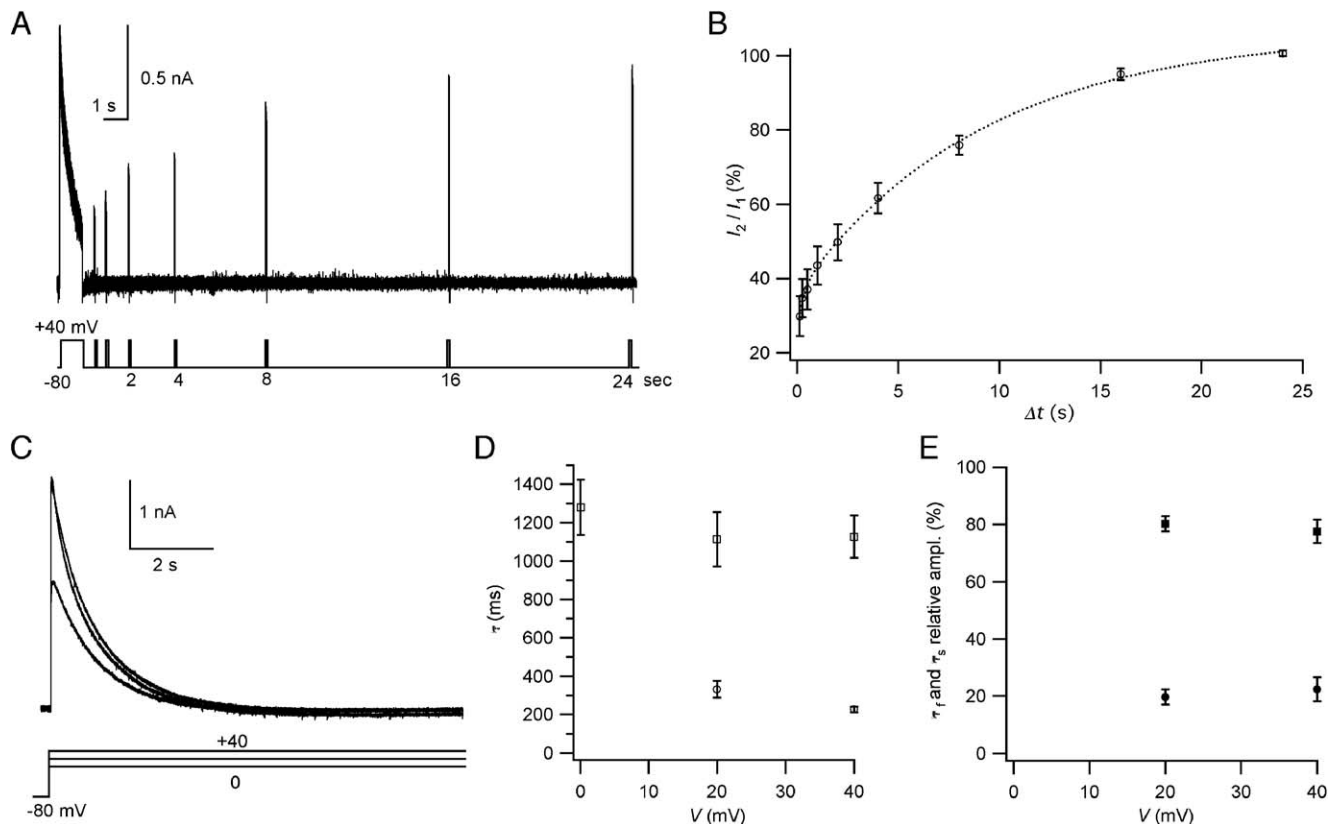 A
0.5 nA
1 s
+40 mV
-80
2
4
8
16
24
sec
B
I₂ / I₁ (%)
100
80
60
40
20
0
5
10
15
20
25
Δt (s)
C
1 nA
2 s
+40
0
-80 mV
D
τ (ms)
1400
1200
1000
800
600
400
200
0
0
10
20
30
40
V (mV)
E
τf and τs relative ampl. (%)
100
80
60
40
20
0
0
10
20
30
40
V (mV)